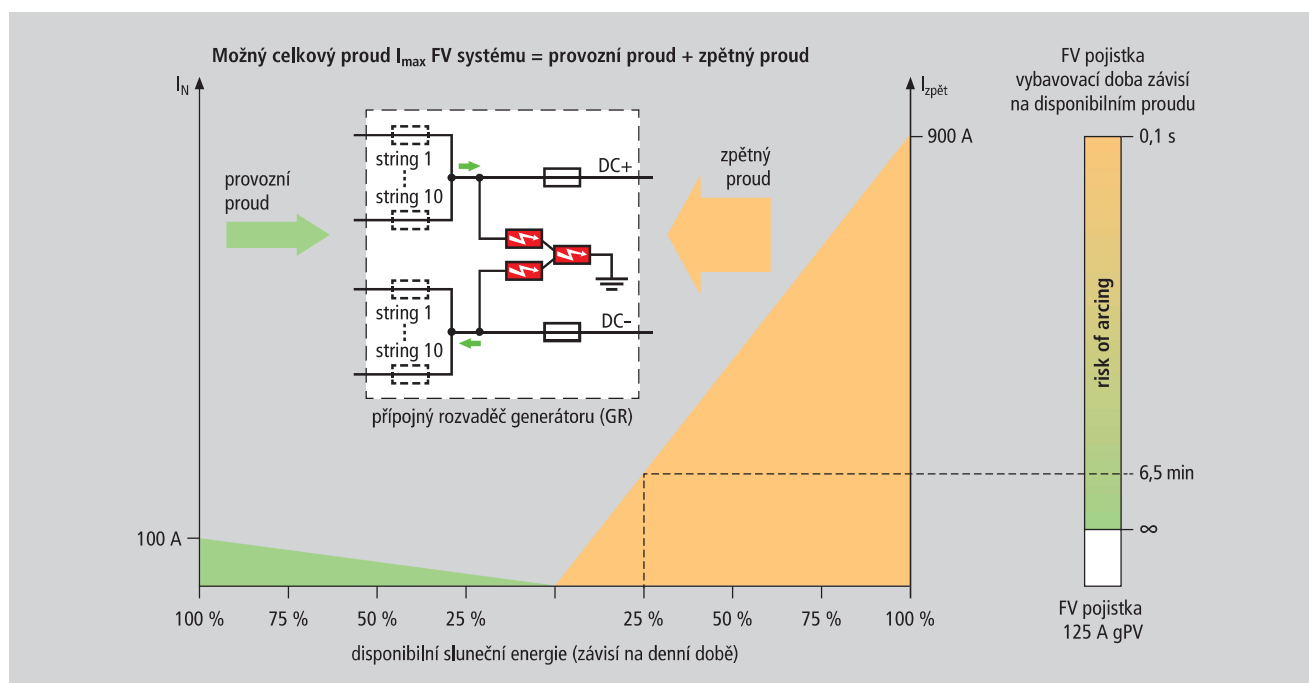 Možný celkový proud Imax FV systému = provozní proud + zpětný proud
IN
Izpět
FV pojistka
vybavovací doba závisí
na disponibilním proudu
900 A
0,1 s
string 1
string 10
DC+
provozní
proud
zpětný
proud
string 1
string 10
DC–
přípojný rozvaděč generátoru (GR)
risk of arcing
6,5 min
∞
100 A
100 %
75 %
50 %
25 %
25 %
50 %
75 %
100 %
disponibilní sluneční energie (závisí na denní době)
FV pojistka
125 A gPV